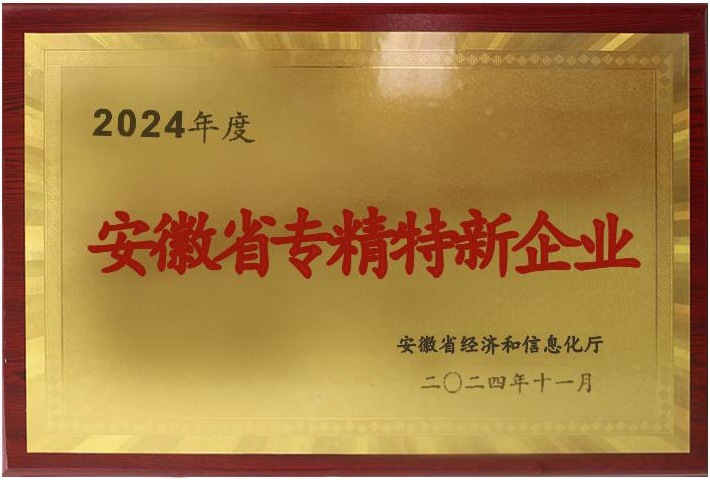 2024年度
安徽省专精特新企业
安徽省经济和信息化厅
二〇二四年十一月